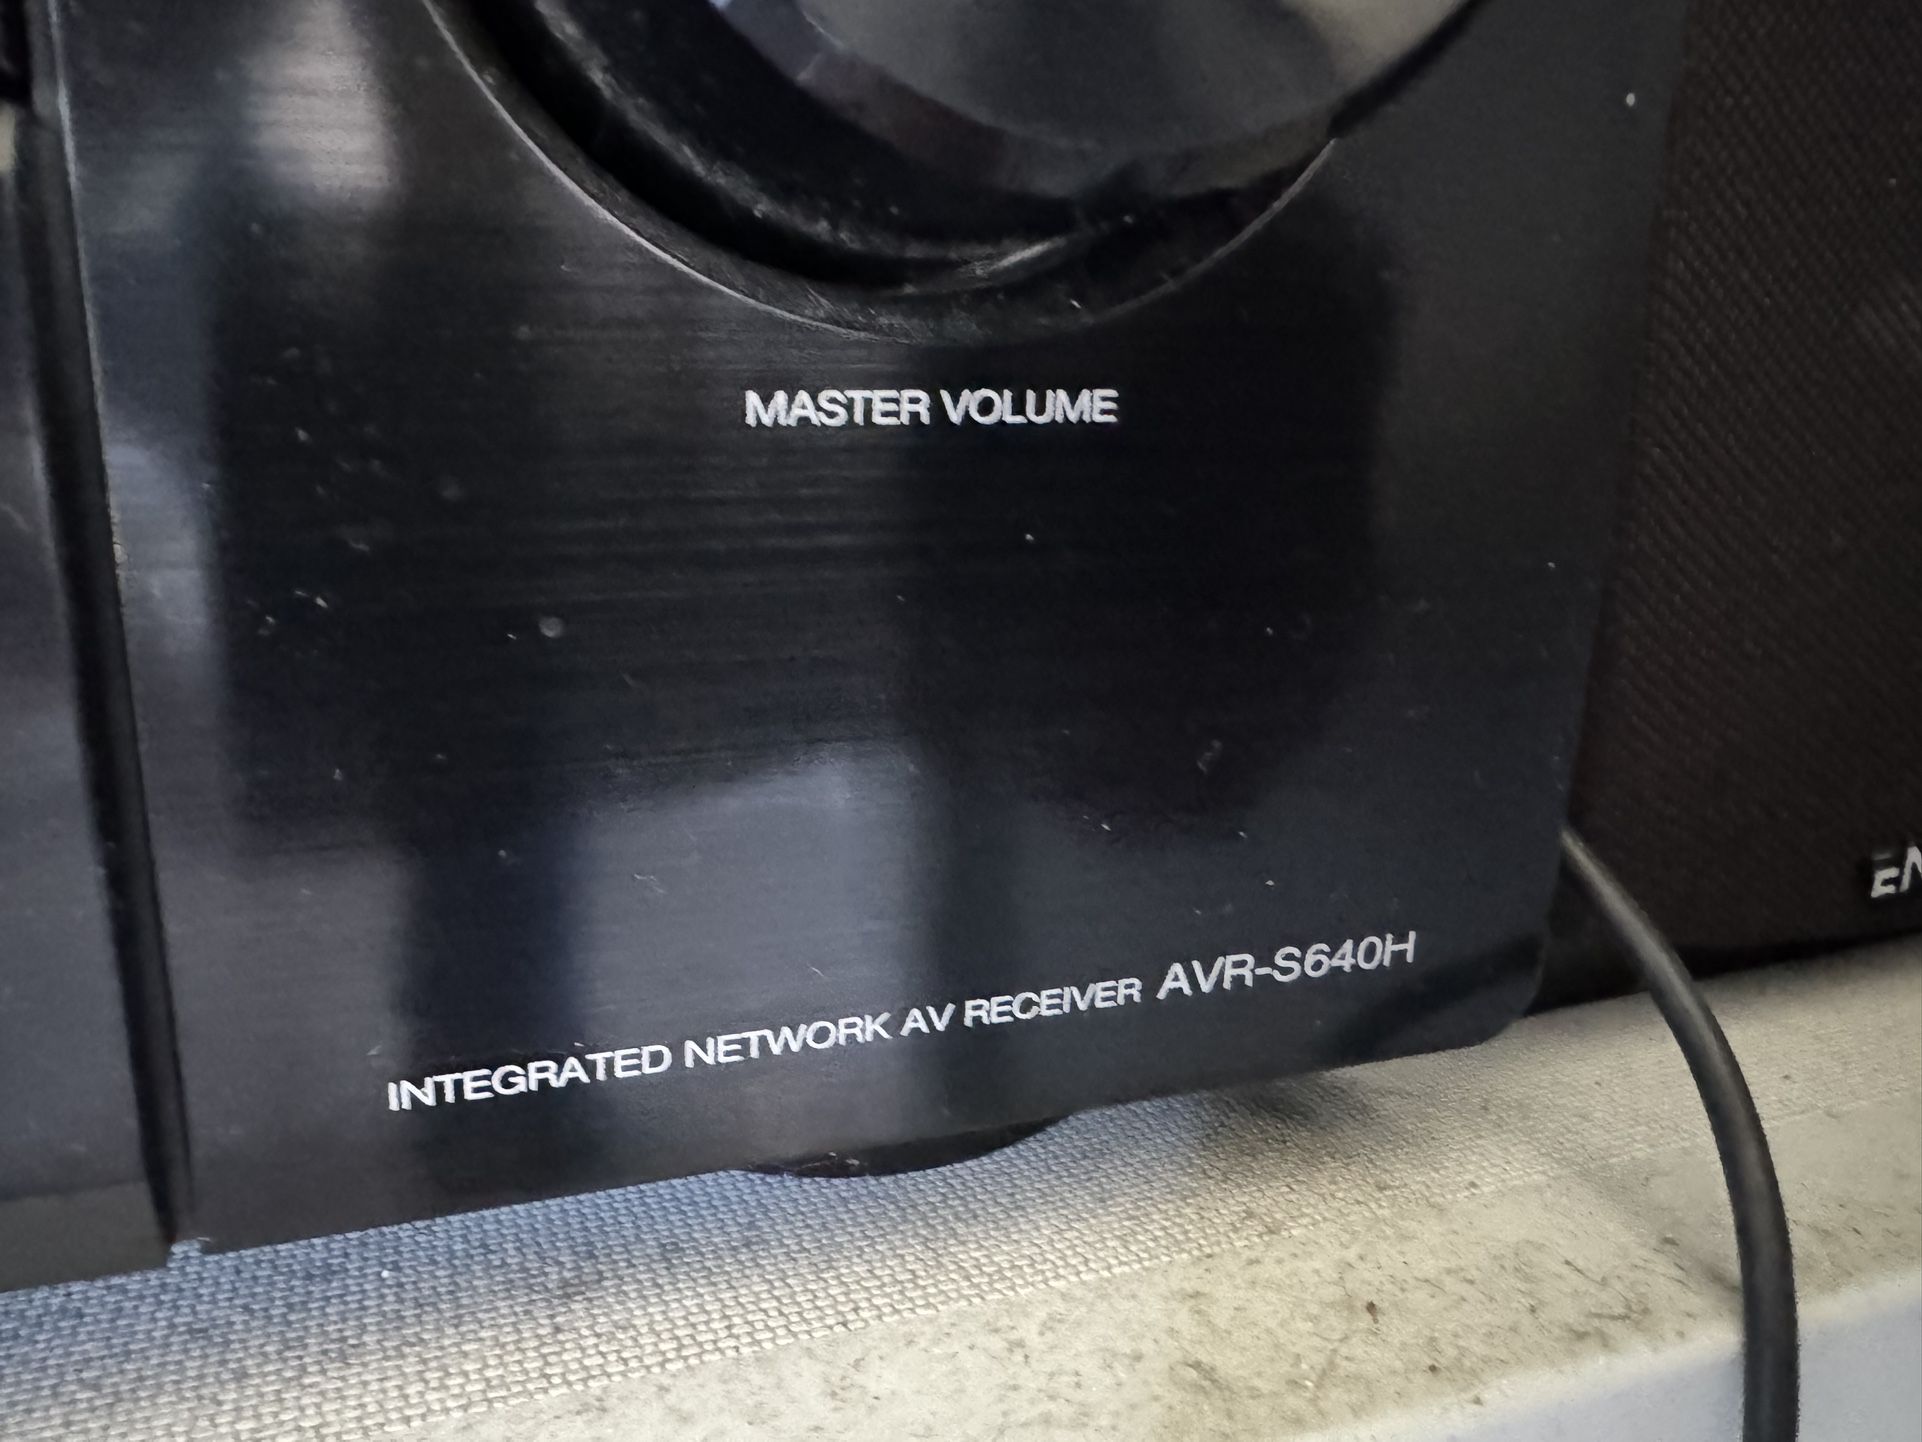 MASTER VOLUME
INTEGRATED NETWORK AV RECEIVER AVR-S640H